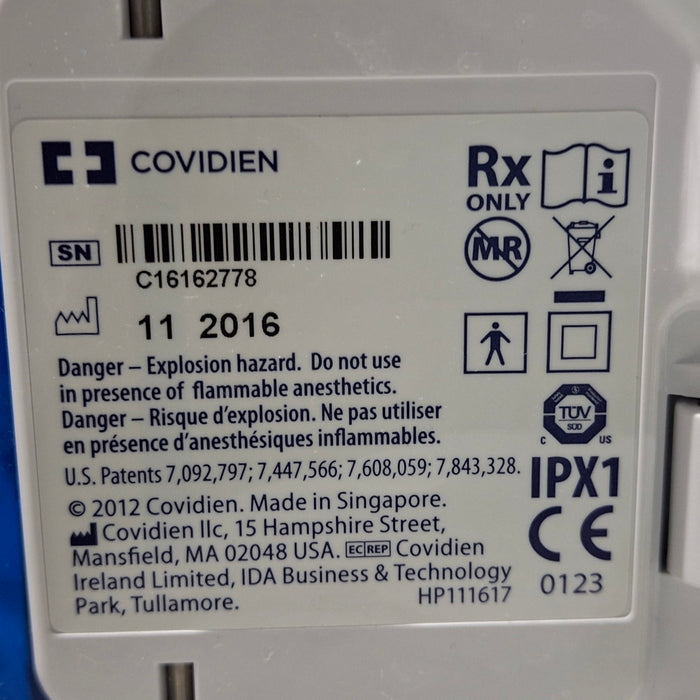 COVIDIEN
Rx
ONLY
i
SN
C16162778
MR
11 2016
Danger – Explosion hazard. Do not use
in presence of flammable anesthetics.
Danger – Risque d'explosion. Ne pas utiliser
en présence d'anesthésiques inflammables.
U.S. Patents 7,092,797; 7,447,566; 7,608,059; 7,843,328.
© 2012 Covidien. Made in Singapore.
Covidien llc, 15 Hampshire Street,
Mansfield, MA 02048 USA. EC REP Covidien
Ireland Limited, IDA Business & Technology
Park, Tullamore.
HP111617
TÜV
SÜD
C US
IPX1
CE
0123